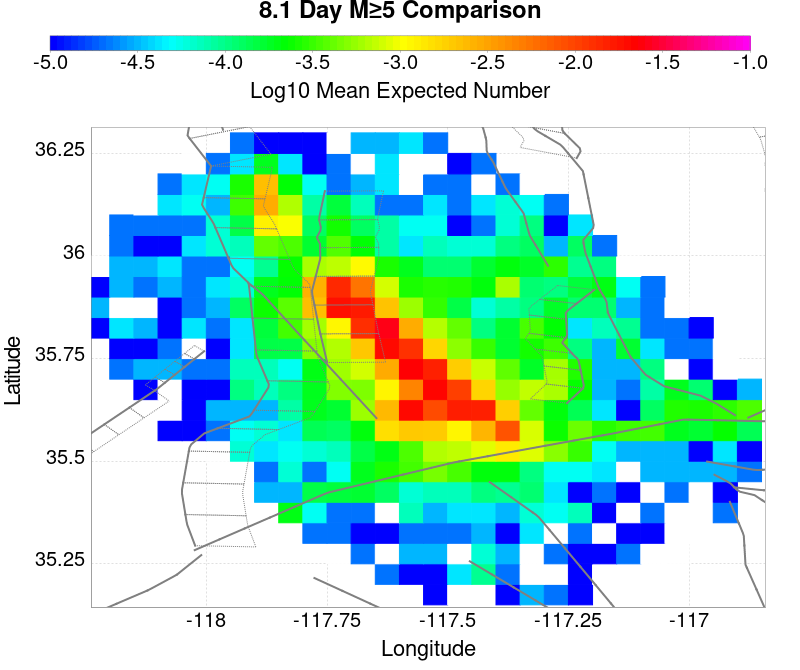 8.1 Day M≥5 Comparison
-5.0 -4.5 -4.0 -3.5 -3.0 -2.5 -2.0 -1.5 -1.0
Log10 Mean Expected Number
36.25
36
35.75
35.5
35.25
Latitude
-118 -117.75 -117.5 -117.25 -117
Longitude